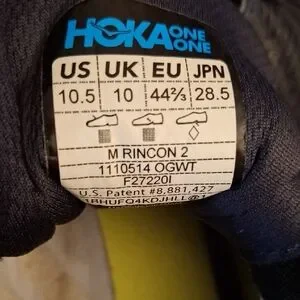 HOKA ONE ONE
US UK EU JPN
10.5 10 44⅔ 28.5
M RINCON 2
1110514 OGWT
F27220I
U.S. Patent #8,881,427